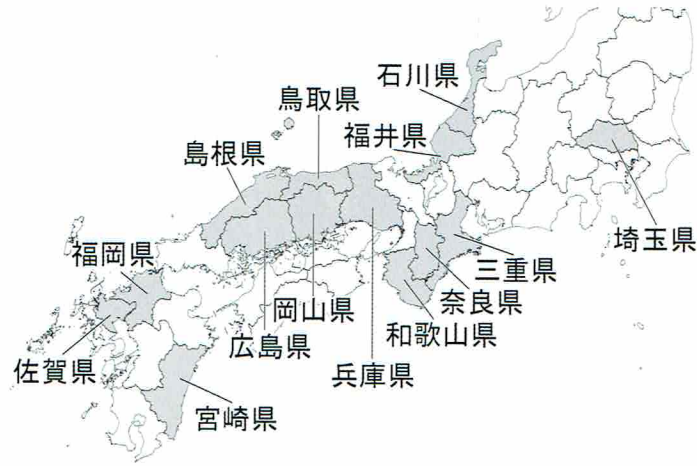 石川県
鳥取県
福井県
島根県
埼玉県
福岡県
三重県
奈良県
岡山県
和歌山県
広島県
佐賀県
兵庫県
宮崎県